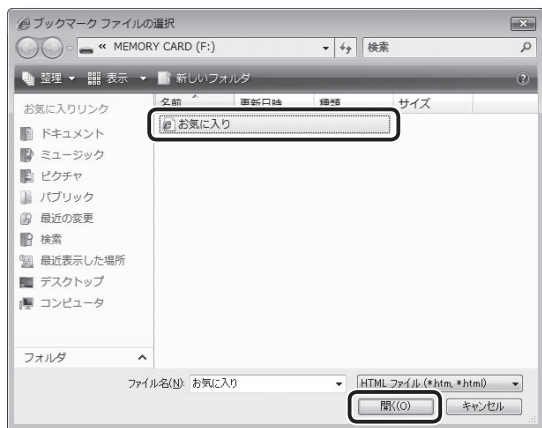 ブックマーク ファイルの選択
« MEMORY CARD (F:)
検索
整理
表示
新しいフォルダ
お気に入りリンク
ドキュメント
ミュージック
ピクチャ
パブリック
最近の変更
検索
最近表示した場所
デスクトップ
コンピュータ
フォルダ
名前 更新日時 種類 サイズ
お気に入り
ファイル名(N): お気に入り
HTML ファイル (*.htm, *.html)
開く(O)
キャンセル